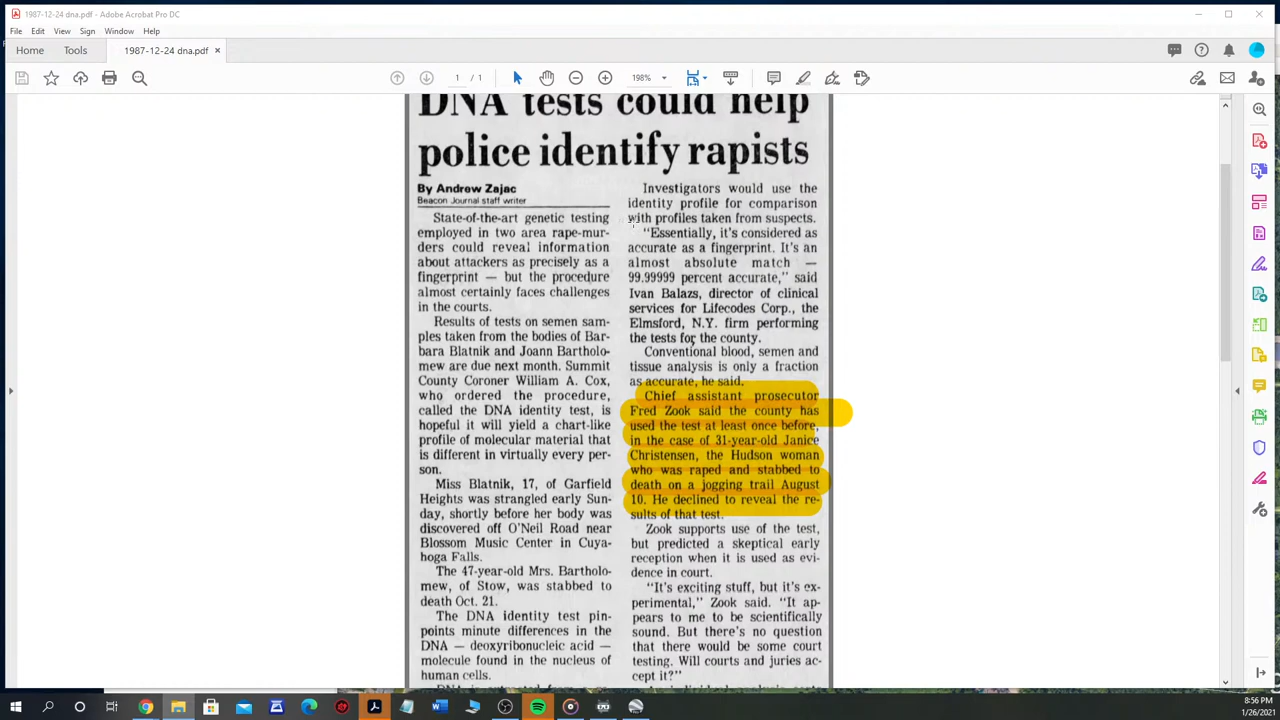 1987-12-24 dna.pdf - Adobe Acrobat Pro DC
File Edit View Sign Window Help
Home Tools 1987-12-24 dna.pdf ×
1 / 1 198%
DNA tests could help
police identify rapists
By Andrew Zajac
Beacon Journal staff writer
State-of-the-art genetic testing
employed in two area rape-mur-
ders could reveal information
about attackers as precisely as a
fingerprint — but the procedure
almost certainly faces challenges
in the courts.
Results of tests on semen sam-
ples taken from the bodies of Bar-
bara Blatnik and Joann Bartholo-
mew are due next month. Summit
County Coroner William A. Cox,
who ordered the procedure,
called the DNA identity test, is
hopeful it will yield a chart-like
profile of molecular material that
is different in virtually every per-
son.
Miss Blatnik, 17, of Garfield
Heights was strangled early Sun-
day, shortly before her body was
discovered off O'Neil Road near
Blossom Music Center in Cuya-
hoga Falls.
The 47-year-old Mrs. Bartholo-
mew, of Stow, was stabbed to
death Oct. 21.
The DNA identity test pin-
points minute differences in the
DNA — deoxyribonucleic acid —
molecule found in the nucleus of
human cells.
Investigators would use the
identity profile for comparison
with profiles taken from suspects.
"Essentially, it's considered as
accurate as a fingerprint. It's an
almost absolute match —
99.99999 percent accurate," said
Ivan Balazs, director of clinical
services for Lifecodes Corp., the
Elmsford, N.Y. firm performing
the tests for the county.
Conventional blood, semen and
tissue analysis is only a fraction
as accurate, he said.
Chief assistant prosecutor
Fred Zook said the county has
used the test at least once before,
in the case of 31-year-old Janice
Christensen, the Hudson woman
who was raped and stabbed to
death on a jogging trail August
10. He declined to reveal the re-
sults of that test.
Zook supports use of the test,
but predicted a skeptical early
reception when it is used as evi-
dence in court.
"It's exciting stuff, but it's ex-
perimental," Zook said. "It ap-
pears to me to be scientifically
sound. But there's no question
that there would be some court
testing. Will courts and juries ac-
cept it?"
8:56 PM
1/26/2021